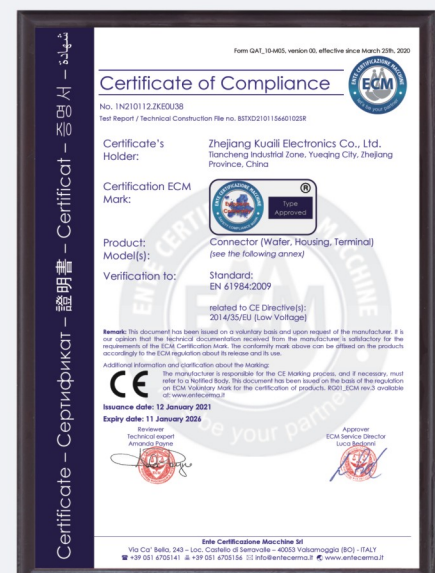 Form QAT_10-M05, version 00, effective since March 25th, 2020
Certificate of Compliance
ECM
No. 1N210112.ZKE0U38
Test Report / Technical Construction File no. BSTXD210115660102SR
Certificate's
Holder:
Zhejiang Kuaili Electronics Co., Ltd.
Tiancheng Industrial Zone, Yueqing City, Zhejiang
Province, China
Certification ECM
Mark:
®
Type
Approved
Product:
Connector (Wafer, Housing, Terminal)
Model(s):
(see the following annex)
Verification to:
Standard:
EN 61984:2009
related to CE Directive(s):
2014/35/EU (Low Voltage)
Remark: This document has been issued on a voluntary basis and upon request of the manufacturer. It is
our opinion that the technical documentation received from the manufacturer is satisfactory for the
requirements of the ECM Certification Mark. The conformity mark above can be affixed on the products
accordingly to the ECM regulation about its release and its use.
Additional information and clarification about the Marking:
CE
The manufacturer is responsible for the CE Marking process, and if necessary, must
refer to a Notified Body. This document has been issued on the basis of the regulation
on ECM Voluntary Mark for the certification of products. RG01_ECM rev.3 available
at: www.entecerma.it
Issuance date: 12 January 2021
Expiry date: 11 January 2026
Reviewer
Technical expert
Amanda Payne
Approver
ECM Service Director
Luca Bedonni
Ente Certificazione Macchine Srl
Via Ca' Bella, 243 – Loc. Castello di Serravalle – 40053 Valsamoggia (BO) - ITALY
+39 051 6705141 +39 051 6705156 info@entecerma.it www.entecerma.it
Certificate – Сертификат – 證明書 – Certificat – 증명서 – شهادة